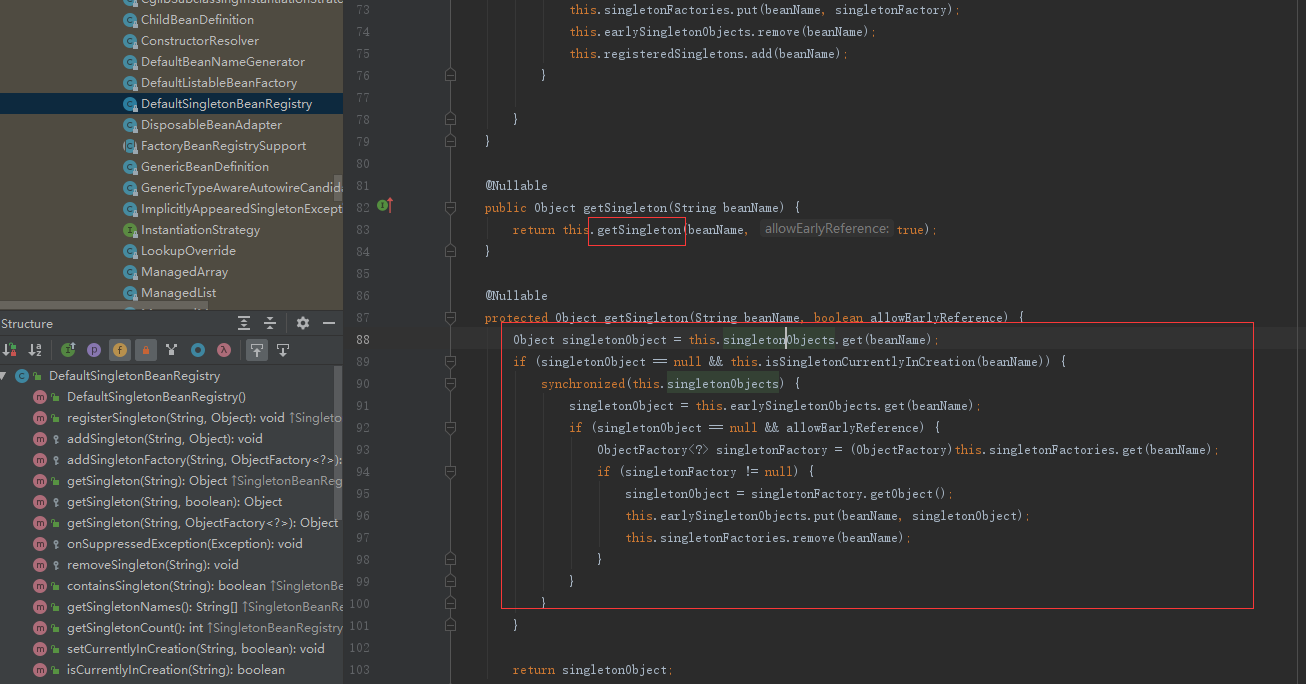 CglibSubclassingInstantiationStrate
ChildBeanDefinition
ConstructorResolver
DefaultBeanNameGenerator
DefaultListableBeanFactory
DefaultSingletonBeanRegistry
DisposableBeanAdapter
FactoryBeanRegistrySupport
GenericBeanDefinition
GenericTypeAwareAutowireCandida
ImplicitlyAppearedSingletonExcept
InstantiationStrategy
LookupOverride
ManagedArray
ManagedList
Structure
DefaultSingletonBeanRegistry
DefaultSingletonBeanRegistry()
registerSingleton(String, Object): void ↑Singleto
addSingleton(String, Object): void
addSingletonFactory(String, ObjectFactory<?>):
getSingleton(String): Object ↑SingletonBeanReg
getSingleton(String, boolean): Object
getSingleton(String, ObjectFactory<?>): Object
onSuppressedException(Exception): void
removeSingleton(String): void
containsSingleton(String): boolean ↑SingletonBe
getSingletonNames(): String[] ↑SingletonBeanRe
getSingletonCount(): int ↑SingletonBeanRegistry
setCurrentlyInCreation(String, boolean): void
isCurrentlyInCreation(String): boolean
73 this.singletonFactories.put(beanName, singletonFactory);
74 this.earlySingletonObjects.remove(beanName);
75 this.registeredSingletons.add(beanName);
76 }
77
78 }
79 }
80
81 @Nullable
82 public Object getSingleton(String beanName) {
83 return this.getSingleton(beanName, allowEarlyReference: true);
84 }
85
86 @Nullable
87 protected Object getSingleton(String beanName, boolean allowEarlyReference) {
88 Object singletonObject = this.singletonObjects.get(beanName);
89 if (singletonObject == null && this.isSingletonCurrentlyInCreation(beanName)) {
90 synchronized(this.singletonObjects) {
91 singletonObject = this.earlySingletonObjects.get(beanName);
92 if (singletonObject == null && allowEarlyReference) {
93 ObjectFactory<?> singletonFactory = (ObjectFactory)this.singletonFactories.get(beanName);
94 if (singletonFactory != null) {
95 singletonObject = singletonFactory.getObject();
96 this.earlySingletonObjects.put(beanName, singletonObject);
97 this.singletonFactories.remove(beanName);
98 }
99 }
100 }
101 }
102
103 return singletonObject;